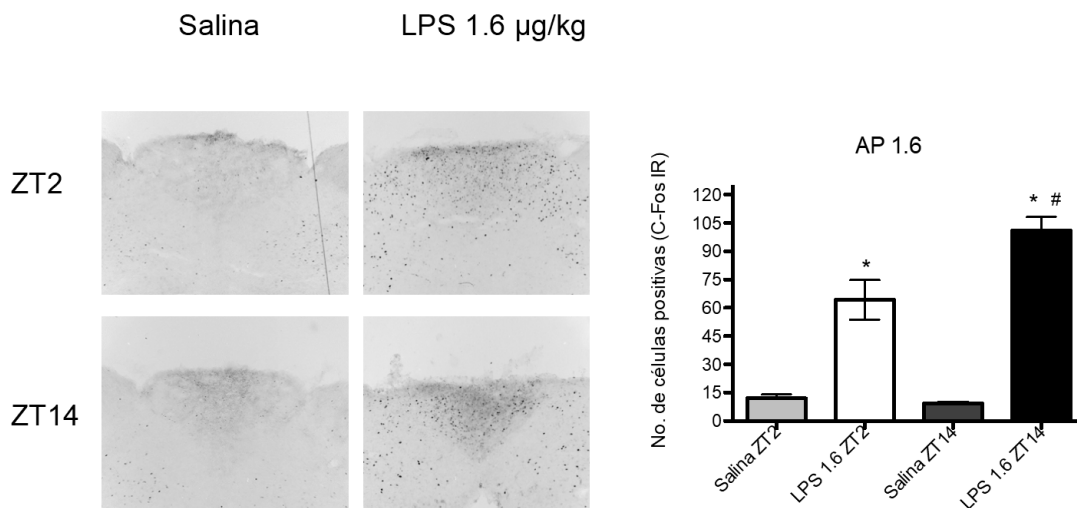 Salina
LPS 1.6 µg/kg
ZT2
ZT14
AP 1.6
No. de células positivas (C-Fos IR)
120
105
90
75
60
45
30
15
0
*
* #
Salina ZT2
LPS 1.6 ZT2
Salina ZT14
LPS 1.6 ZT14